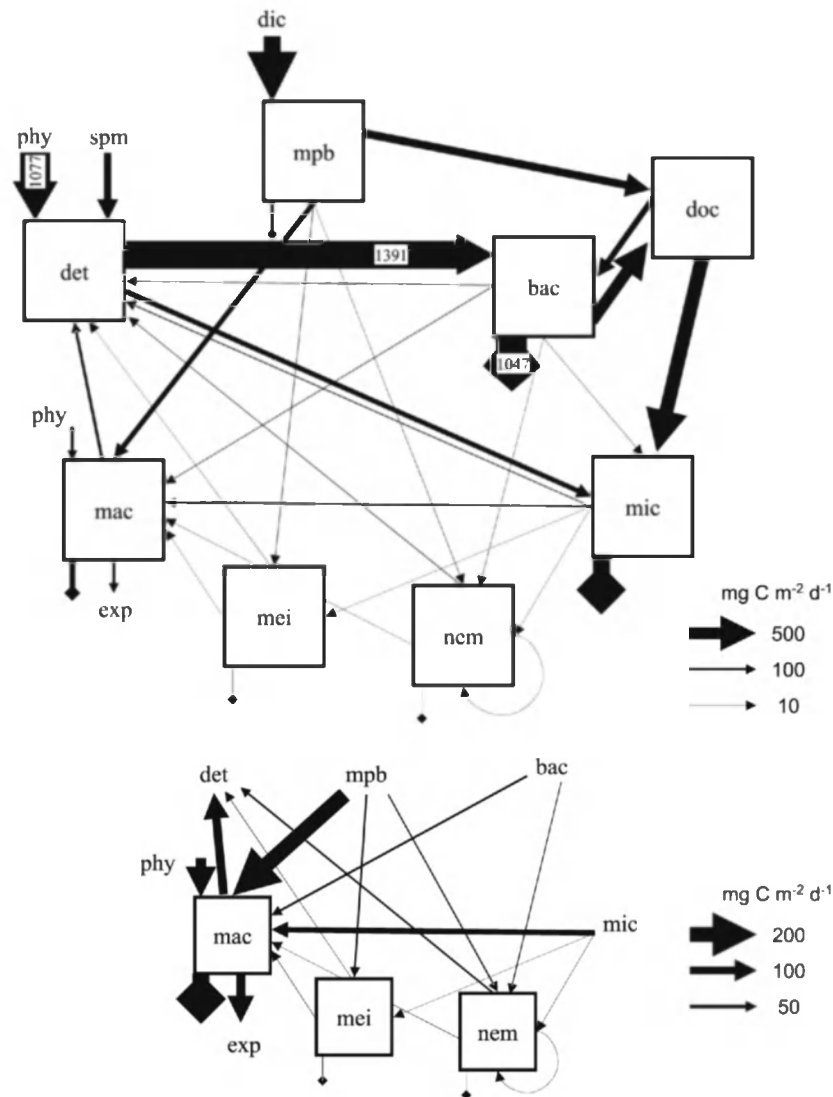 dic
phy spm
1077
mpb
doc
det
1391
bac
1047
phy
mac
mic
exp
mei
ncm
mg C m-2 d-1
500
100
10
det mpb bac
phy
mac
mic
mei
nem
exp
mg C m-2 d-1
200
100
50